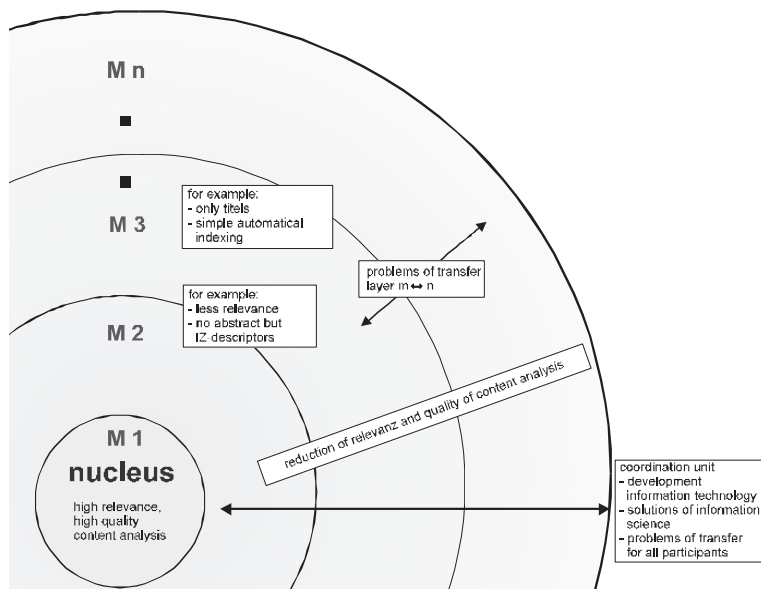 M n
for example:
- only titels
- simple automatical
indexing
M 3
problems of transfer
layer m ↔ n
for example:
- less relevance
- no abstract but
IZ-descriptors
M 2
reduction of relevanz and quality of content analysis
M 1
nucleus
high relevance,
high quality
content analysis
coordination unit
- development
information technology
- solutions of information
science
- problems of transfer
for all participants